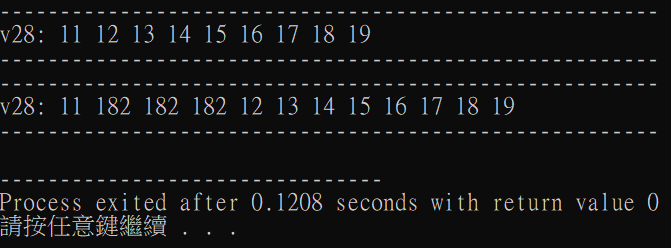 -------------------------------------------------------
v28: 11 12 13 14 15 16 17 18 19
-------------------------------------------------------
-------------------------------------------------------
v28: 11 182 182 182 12 13 14 15 16 17 18 19
-------------------------------------------------------
--------------------------------
Process exited after 0.1208 seconds with return value 0
請按任意鍵繼續 . . .